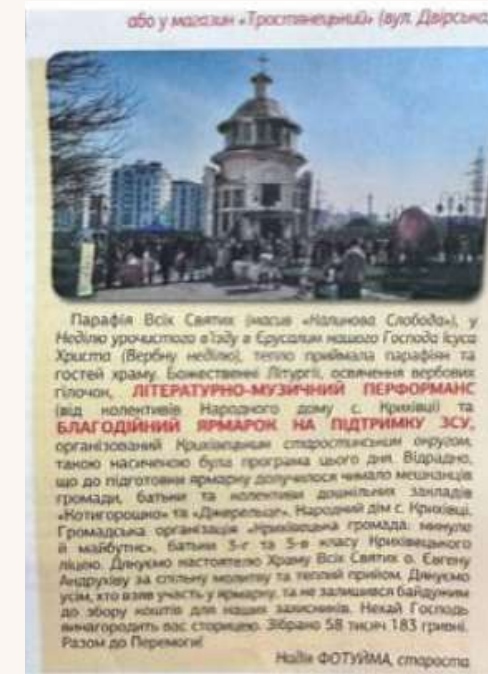 або у магазин «Тростянецький» (вул. Двірська
Парафія Всіх Святих (масив «Калинова Слобода»), у
Неділю урочистого в'їзду в Єрусалим нашого Господа Ісуса
Христа (Вербну неділю), тепло приймала парафіян та
гостей храму. Божественні Літургії, освячення вербових
гілочок, ЛІТЕРАТУРНО-МУЗИЧНИЙ ПЕРФОРМАНС
(від колективів Народного дому с. Крихівці) та
БЛАГОДІЙНИЙ ЯРМАРОК НА ПІДТРИМКУ ЗСУ,
організований Крихівецьким старостинським округом,
такою насиченою була програма цього дня. Відрадно,
що до підготовки ярмарку долучилося чимало мешканців
громади, батьки та колективи дошкільних закладів
«Котигорошко» та «Джерельце», Народний дім с. Крихівці,
Громадська організація «Крихівецька громада: минуле
й майбутнє», батьки 3-г та 5-в класу Крихівецького
ліцею. Дякуємо настоятелю Храму Всіх Святих о. Євгену
Андрухіву за спільну молитву та теплий прийом. Дякуємо
усім, хто взяв участь у ярмарку, та не залишився байдужим
до збору коштів для наших захисників. Нехай Господь
винагородить вас сторицею. Зібрано 58 тисяч 183 гривні.
Разом до Перемоги!
Надія ФОТУЙМА, староста